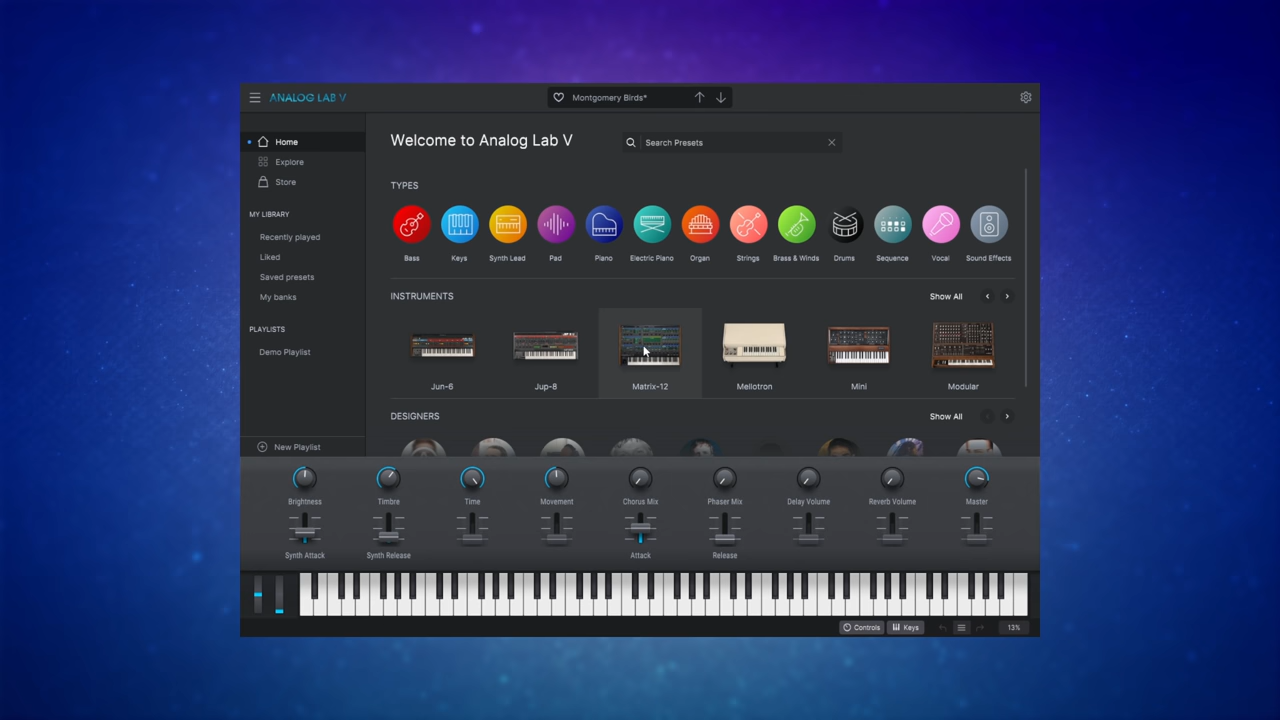 ANALOG LAB V
Montgomery Birds*
Home
Explore
Store
MY LIBRARY
Recently played
Liked
Saved presets
My banks
PLAYLISTS
Demo Playlist
New Playlist
Welcome to Analog Lab V
Search Presets
TYPES
Bass Keys Synth Lead Pad Piano Electric Piano Organ Strings Brass & Winds Drums Sequence Vocal Sound Effects
INSTRUMENTS Show All
Jun-6 Jup-8 Matrix-12 Mellotron Mini Modular
DESIGNERS Show All
Brightness Timbre Time Movement Chorus Mix Phaser Mix Delay Volume Reverb Volume Master
Synth Attack Synth Release Attack Release
Controls Keys 13%